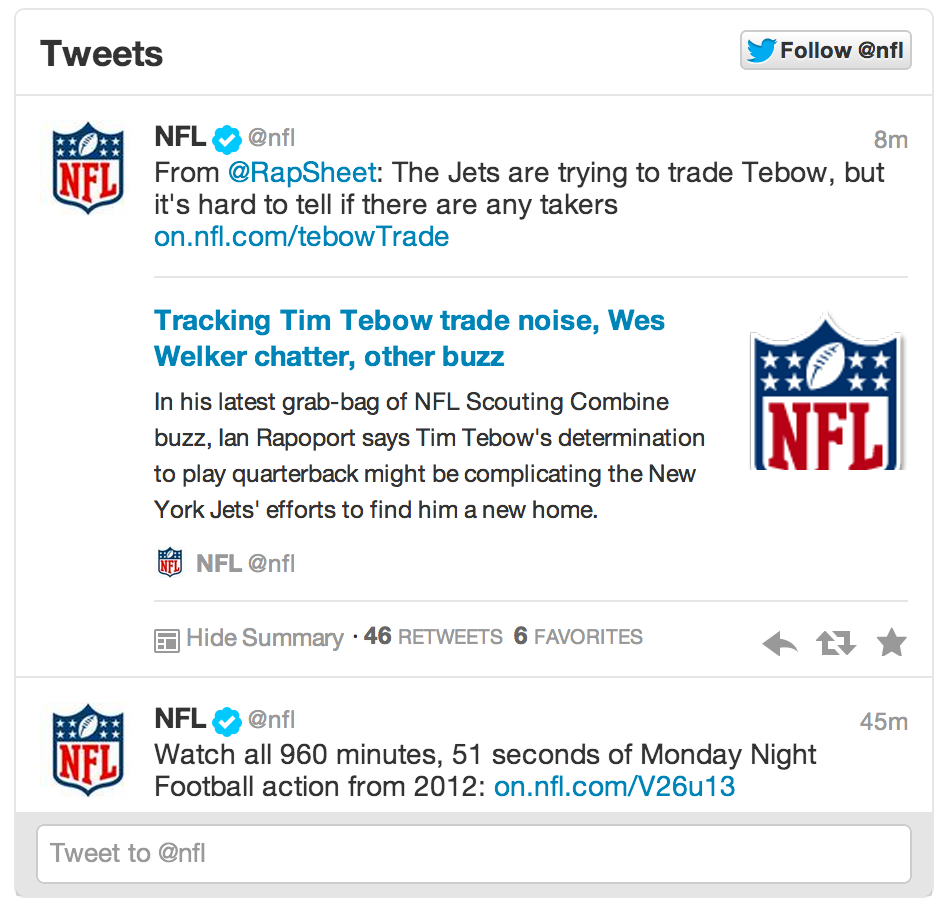 Tweets
Follow @nfl
NFL @nfl
8m
NFL
From @RapSheet: The Jets are trying to trade Tebow, but
it's hard to tell if there are any takers
on.nfl.com/tebowTrade
Tracking Tim Tebow trade noise, Wes
Welker chatter, other buzz
In his latest grab-bag of NFL Scouting Combine
buzz, Ian Rapoport says Tim Tebow's determination
to play quarterback might be complicating the New
York Jets' efforts to find him a new home.
NFL
NFL
NFL @nfl
Hide Summary · 46 RETWEETS 6 FAVORITES
NFL @nfl
45m
NFL
Watch all 960 minutes, 51 seconds of Monday Night
Football action from 2012: on.nfl.com/V26u13
Tweet to @nfl